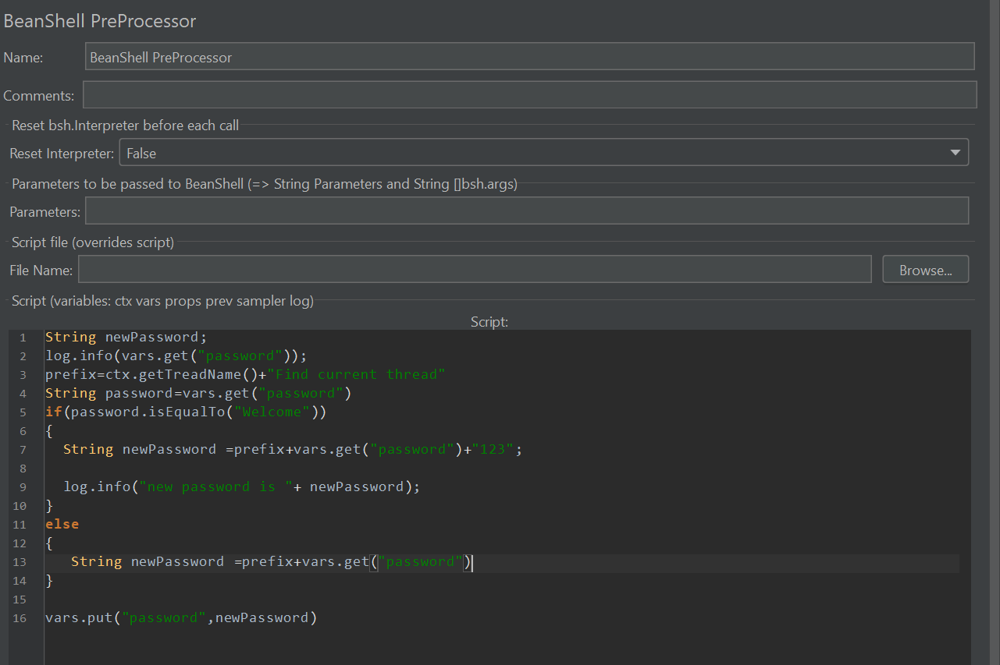 BeanShell PreProcessor
Name: BeanShell PreProcessor
Comments:
Reset bsh.Interpreter before each call
Reset Interpreter: False
Parameters to be passed to BeanShell (=> String Parameters and String []bsh.args)
Parameters:
Script file (overrides script)
File Name: Browse...
Script (variables: ctx vars props prev sampler log)
Script:
1 String newPassword;
2 log.info(vars.get("password"));
3 prefix=ctx.getTreadName()+"Find current thread"
4 String password=vars.get("password")
5 if(password.isEqualTo("Welcome"))
6 {
7 String newPassword =prefix+vars.get("password")+"123";
8
9 log.info("new password is "+ newPassword);
10 }
11 else
12 {
13 String newPassword =prefix+vars.get("password")
14 }
15
16 vars.put("password",newPassword)